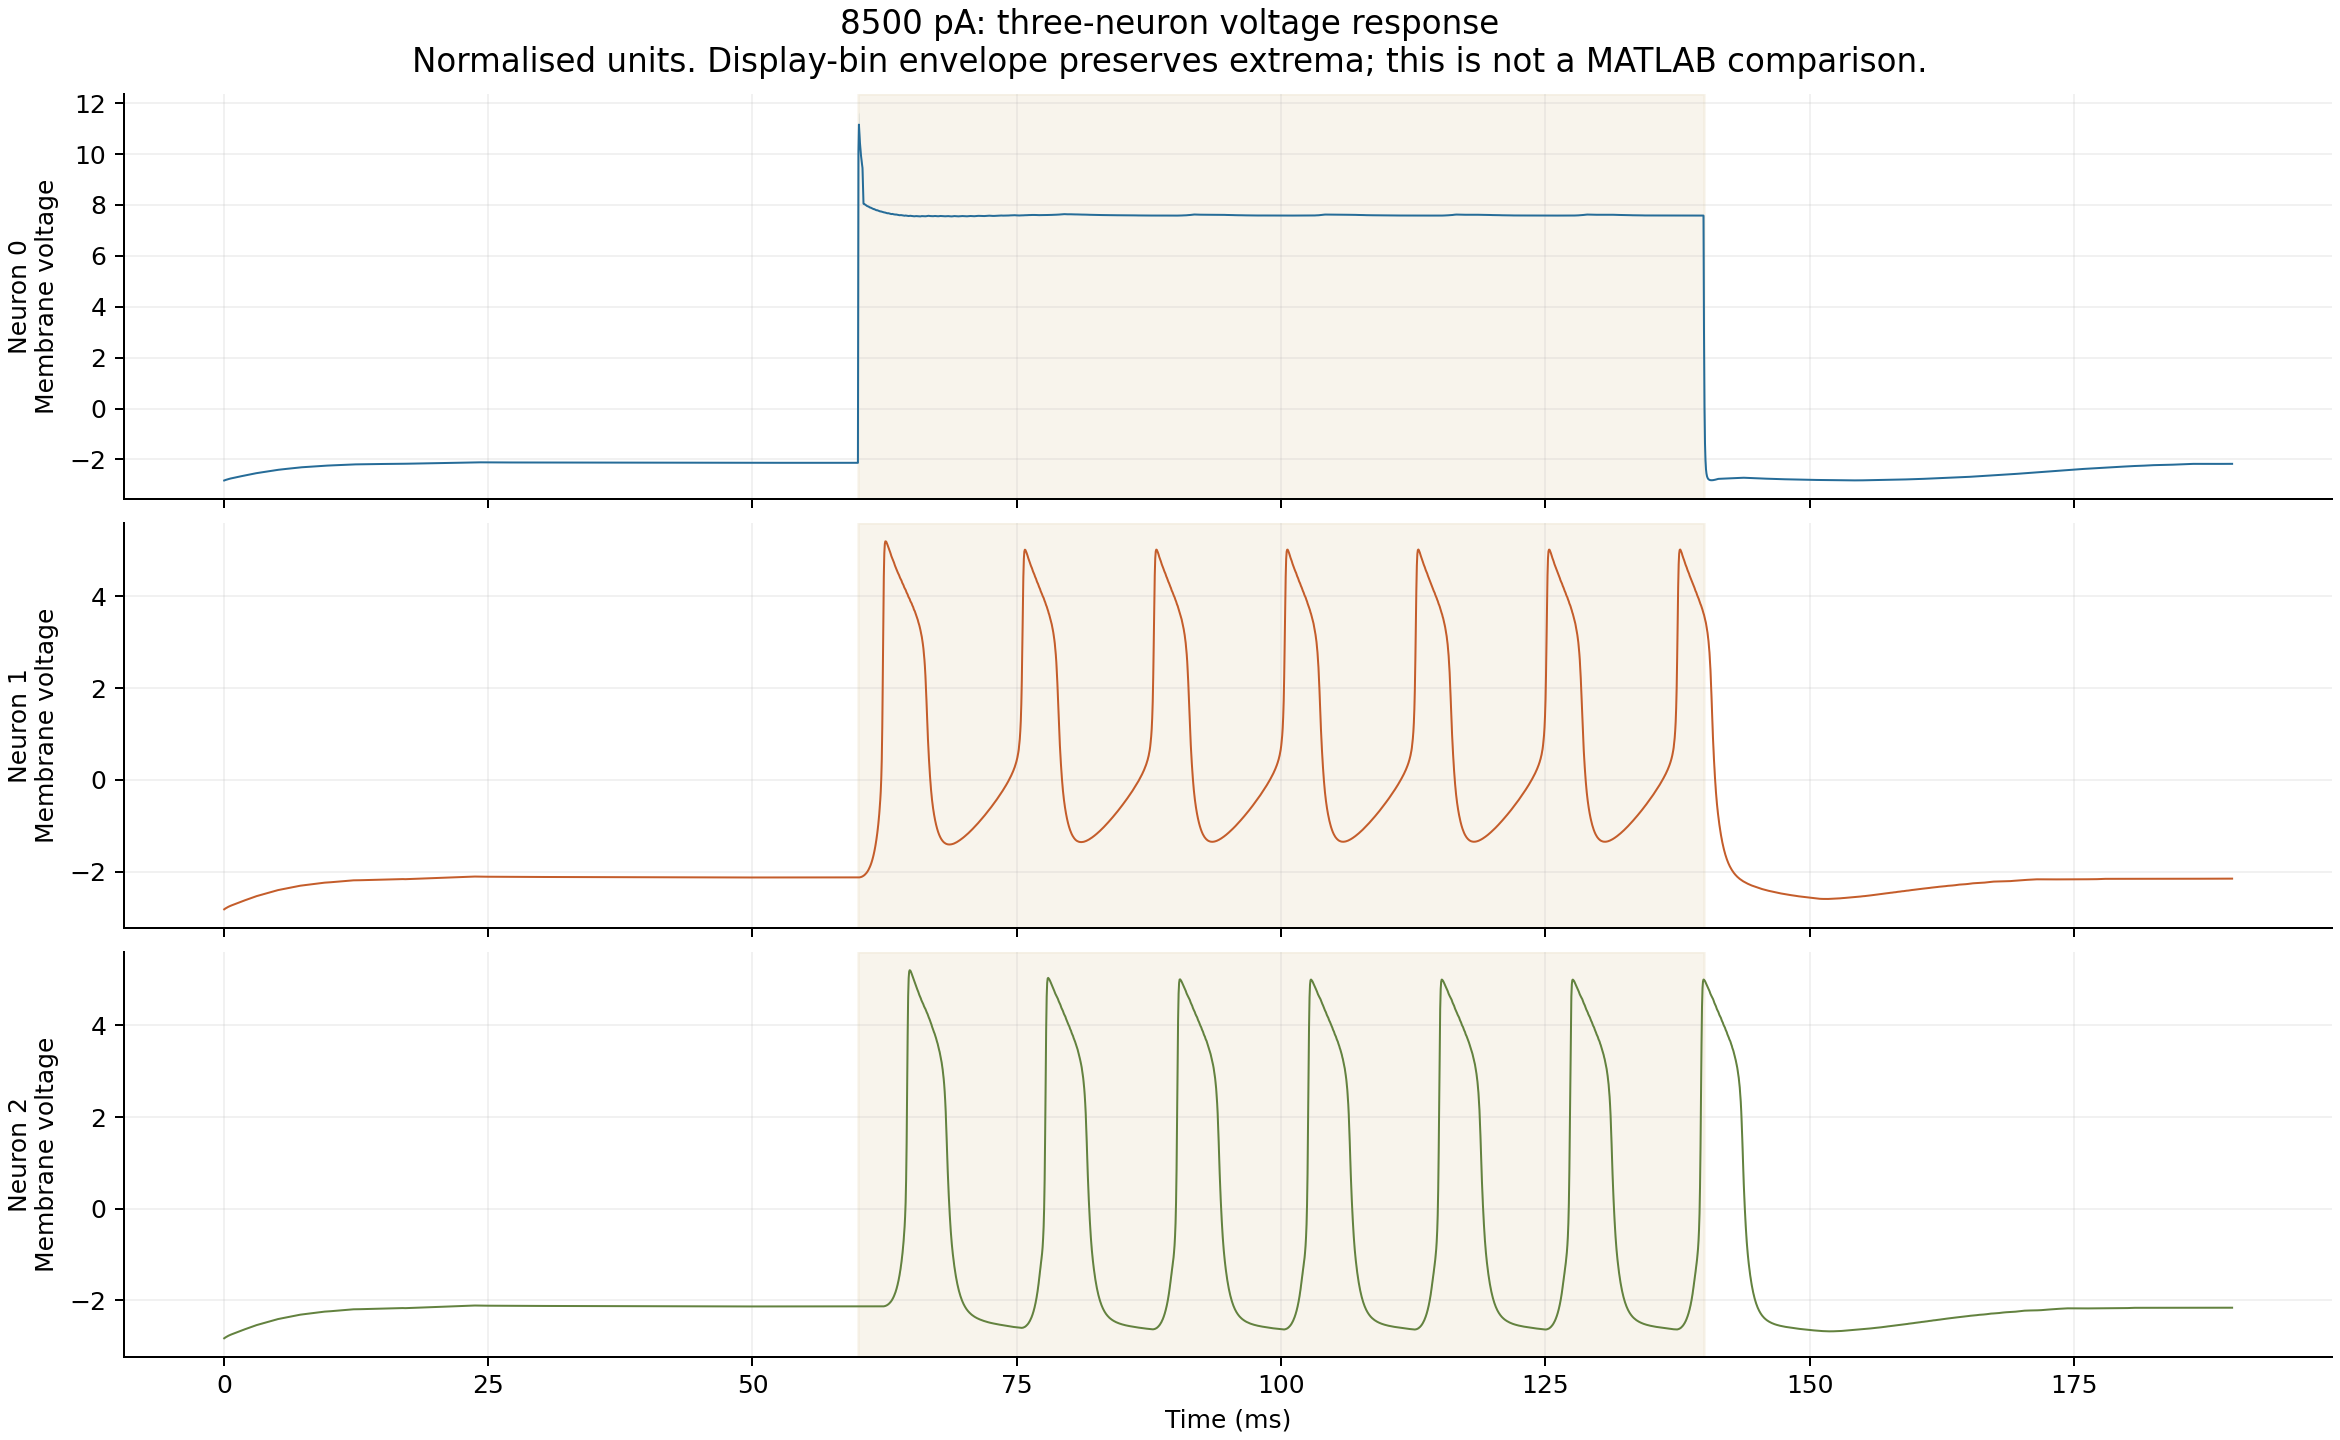 8500 pA: three-neuron voltage response
Normalised units. Display-bin envelope preserves extrema; this is not a MATLAB comparison.
Neuron 0
Membrane voltage
12
10
8
6
4
2
0
−2
Neuron 1
Membrane voltage
4
2
0
−2
Neuron 2
Membrane voltage
4
2
0
−2
0
25
50
75
100
125
150
175
Time (ms)